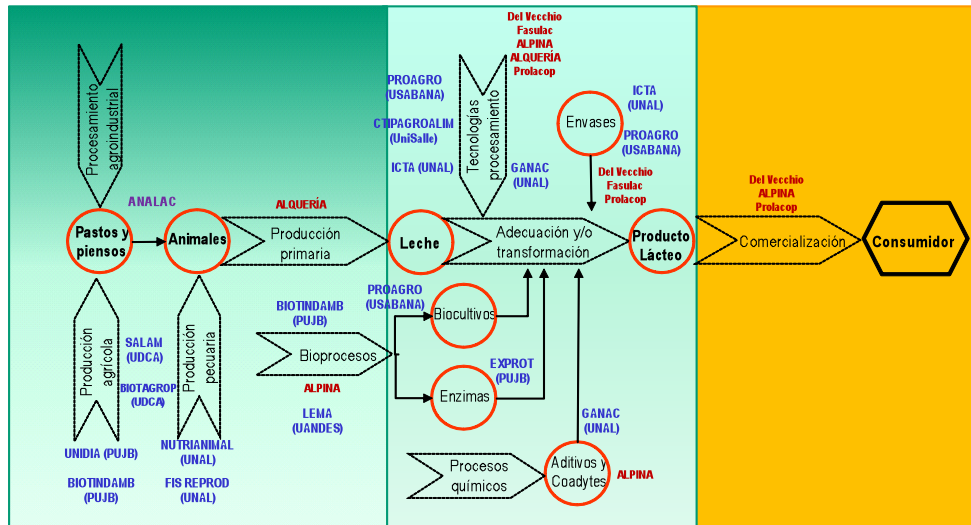 Procesamiento
agroindustrial
ANALAC
Pastos y
piensos
Animales
ALQUERÍA
Producción
primaria
Producción
agrícola
SALAM
(UDCA)
BIOTAGROP
(UDCA)
Producción
pecuaria
UNIDIA (PUJB)
BIOTINDAMB
(PUJB)
NUTRIANIMAL
(UNAL)
FIS REPROD
(UNAL)
BIOTINDAMB
(PUJB)
Bioprocesos
ALPINA
LEMA
(UANDES)
Del Vecchio
Fasulac
ALPINA
ALQUERÍA
Prolacop
PROAGRO
(USABANA)
CTIPAGROALIM
(UniSalle)
ICTA (UNAL)
Tecnologías
procesamiento
GANAC
(UNAL)
Envases
ICTA
(UNAL)
PROAGRO
(USABANA)
Del Vecchio
Fasulac
Prolacop
Leche
Adecuación y/o
transformación
Producto
Lácteo
PROAGRO
(USABANA)
Biocultivos
EXPROT
(PUJB)
Enzimas
GANAC
(UNAL)
Procesos
químicos
Aditivos y
Coadytes
ALPINA
Del Vecchio
ALPINA
Prolacop
Comercialización
Consumidor